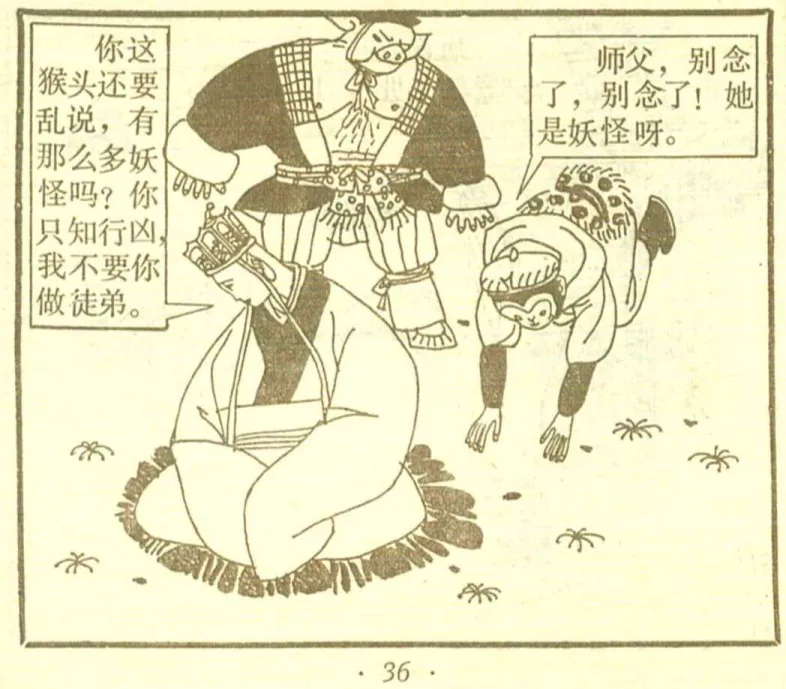 你这
猴头还要
乱说，有
那么多妖
怪吗？你
只知行凶，
我不要你
做徒弟。
师父，别念
了，别念了！她
是妖怪呀。
· 36 ·